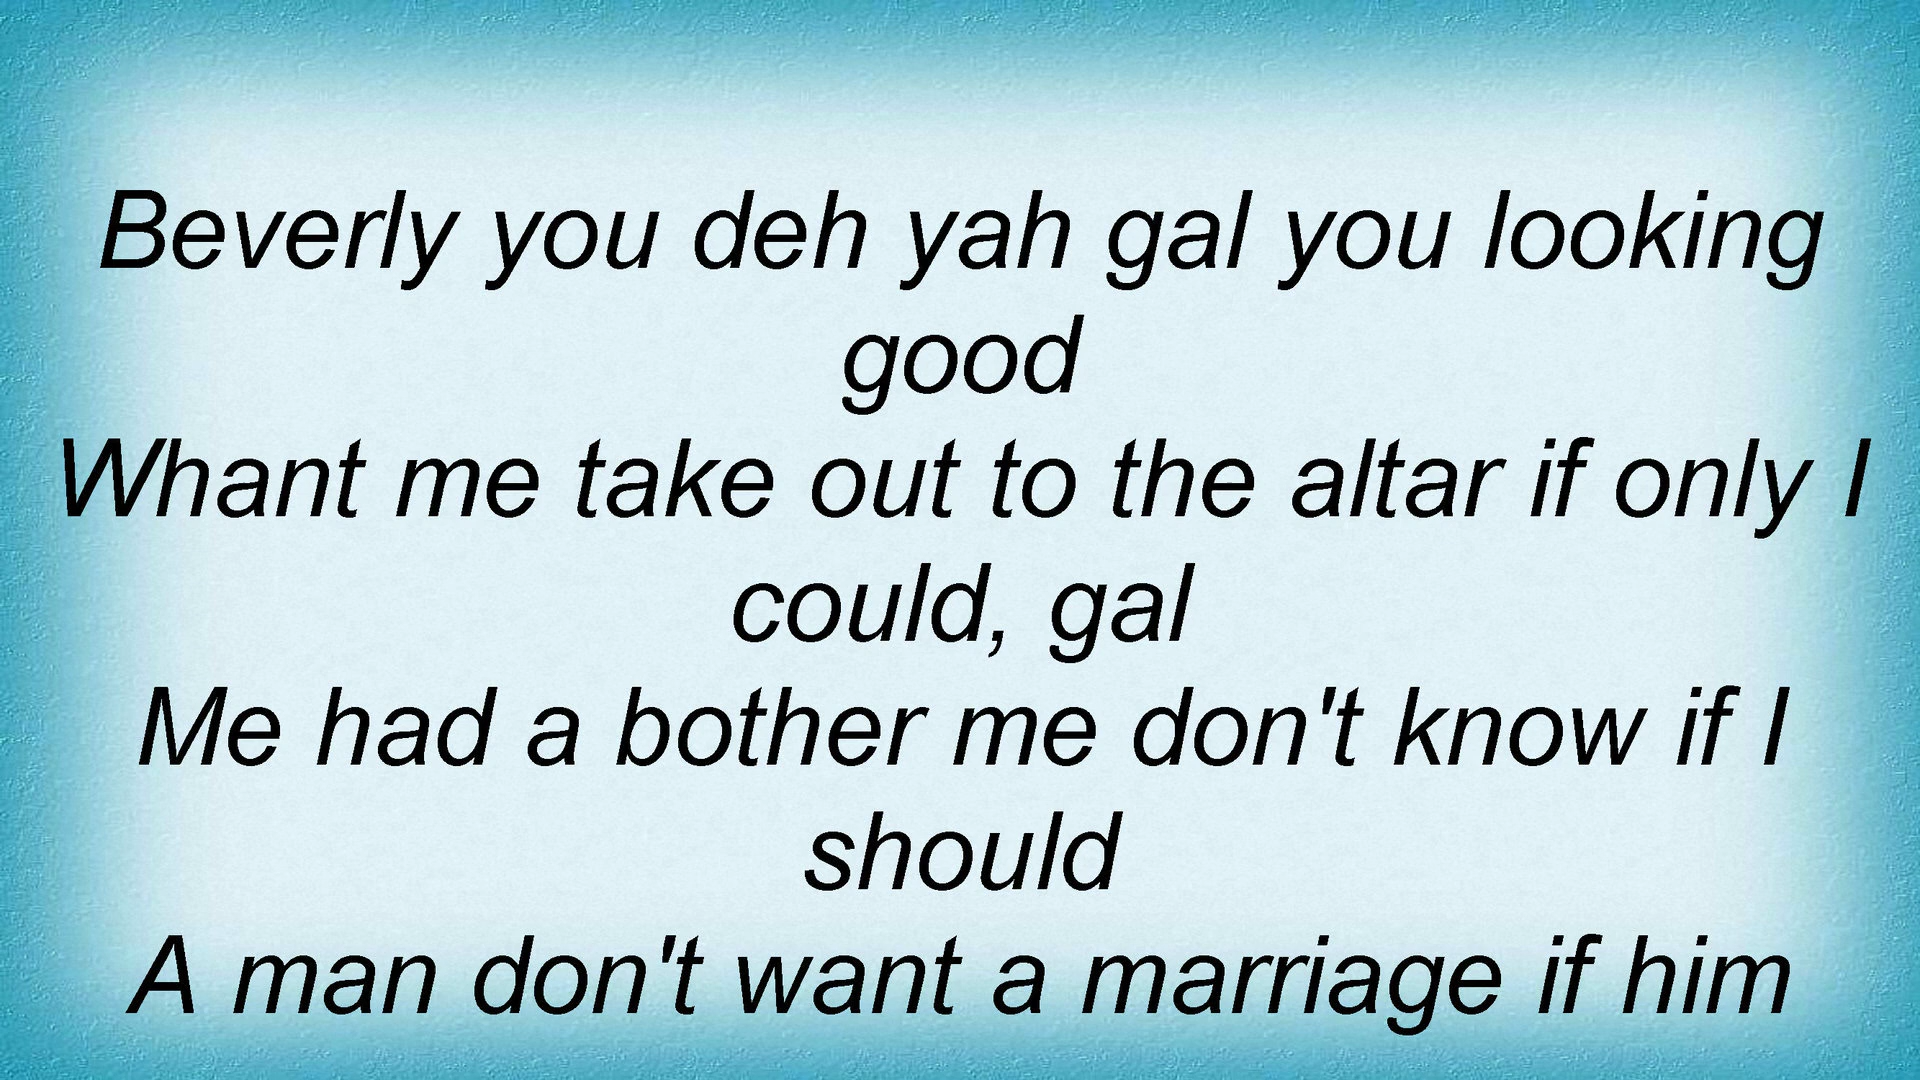 Beverly you deh yah gal you looking
good
Whant me take out to the altar if only I
could, gal
Me had a bother me don't know if I
should
A man don't want a marriage if him